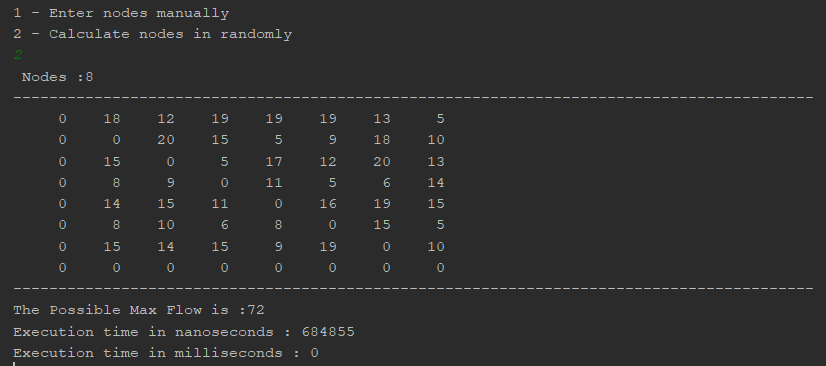 1 - Enter nodes manually
2 - Calculate nodes in randomly
2
Nodes :8
--------------------------------------------------------------------------------
0 18 12 19 19 19 13 5
0 0 20 15 5 9 18 10
0 15 0 5 17 12 20 13
0 8 9 0 11 5 6 14
0 14 15 11 0 16 19 15
0 8 10 6 8 0 15 5
0 15 14 15 9 19 0 10
0 0 0 0 0 0 0 0
--------------------------------------------------------------------------------
The Possible Max Flow is :72
Execution time in nanoseconds : 684855
Execution time in milliseconds : 0